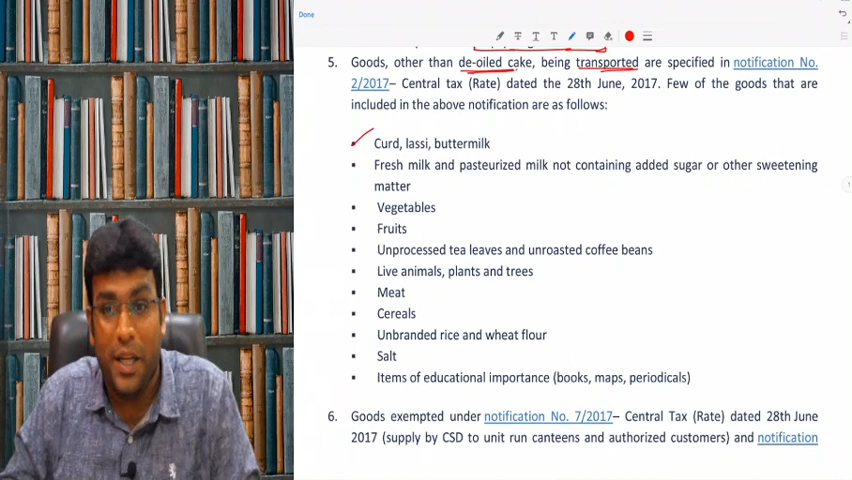 Done
5. Goods, other than de-oiled cake, being transported are specified in notification No.
2/2017– Central tax (Rate) dated the 28th June, 2017. Few of the goods that are
included in the above notification are as follows:
▪ Curd, lassi, buttermilk
▪ Fresh milk and pasteurized milk not containing added sugar or other sweetening
matter
▪ Vegetables
▪ Fruits
▪ Unprocessed tea leaves and unroasted coffee beans
▪ Live animals, plants and trees
▪ Meat
▪ Cereals
▪ Unbranded rice and wheat flour
▪ Salt
▪ Items of educational importance (books, maps, periodicals)
6. Goods exempted under notification No. 7/2017– Central Tax (Rate) dated 28th June
2017 (supply by CSD to unit run canteens and authorized customers) and notification